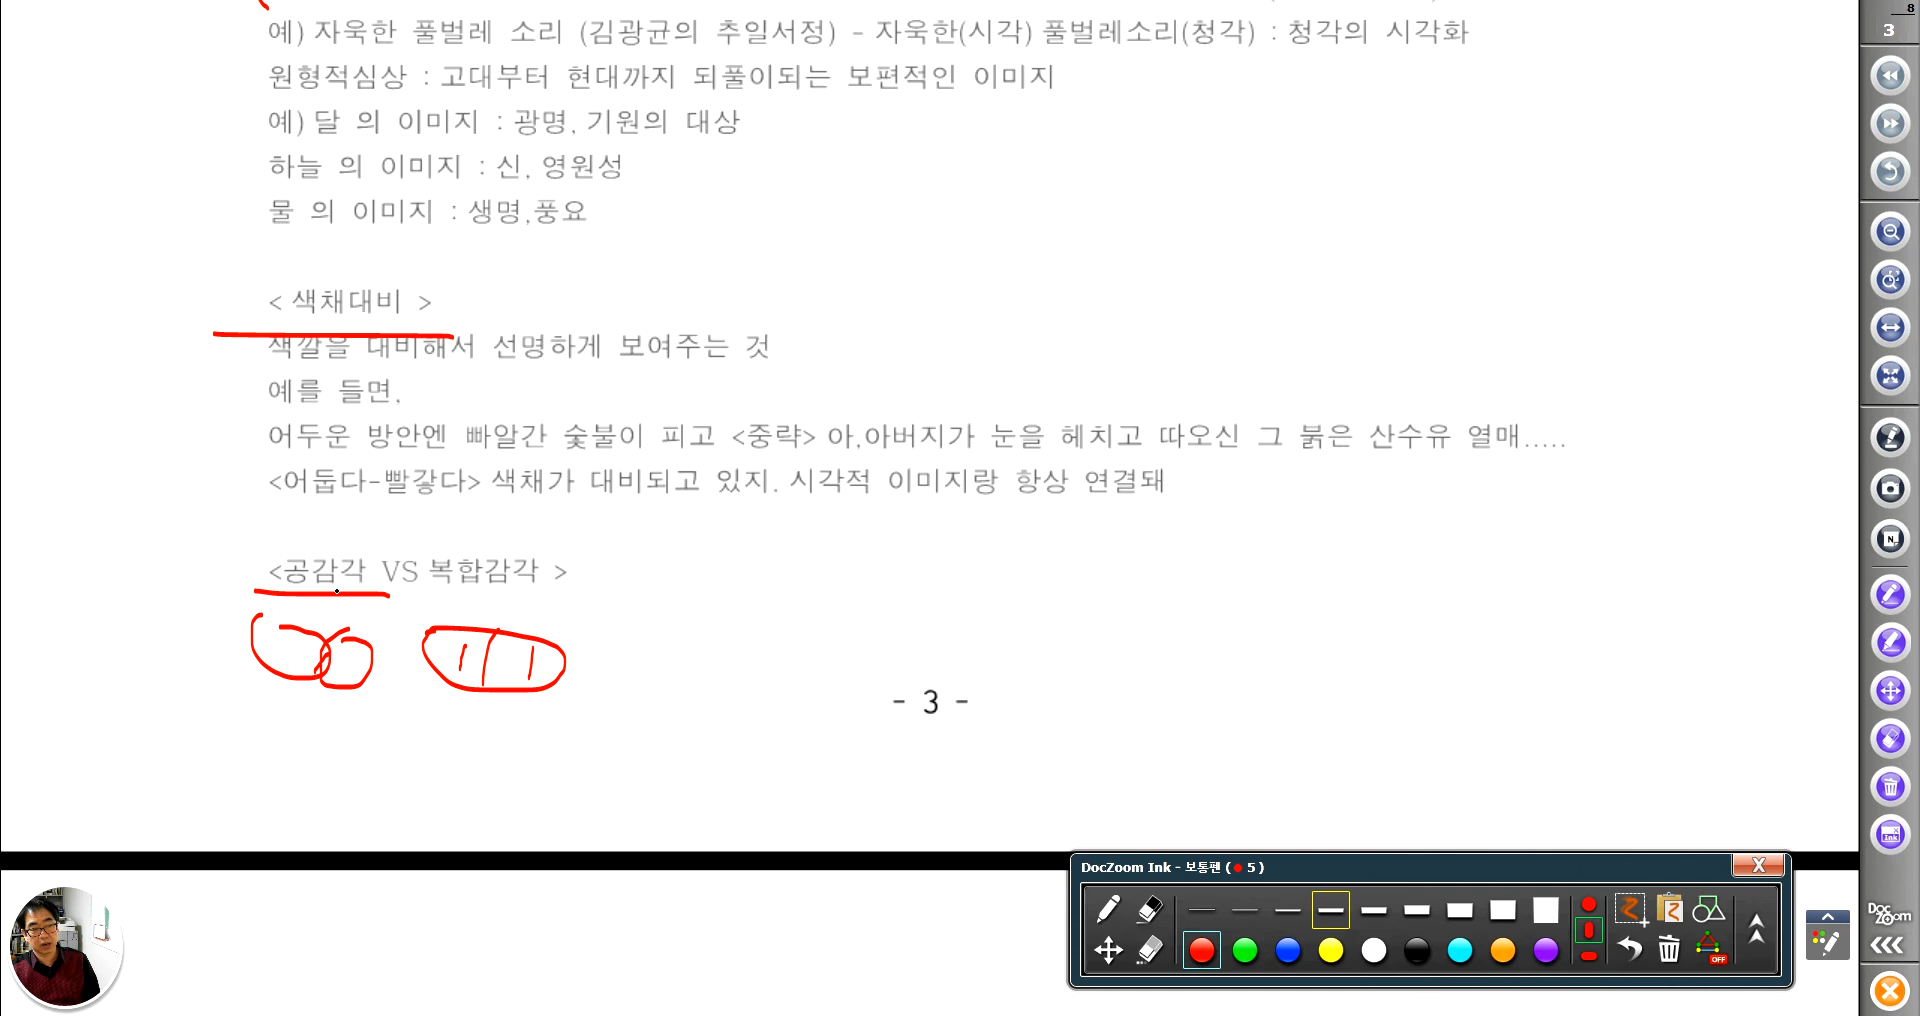 8
3
예) 자욱한 풀벌레 소리 (김광균의 추일서정) - 자욱한(시각) 풀벌레소리(청각) : 청각의 시각화
원형적심상 : 고대부터 현대까지 되풀이되는 보편적인 이미지
예) 달 의 이미지 : 광명, 기원의 대상
하늘 의 이미지 : 신, 영원성
물 의 이미지 : 생명,풍요
< 색채대비 >
색깔을 대비해서 선명하게 보여주는 것
예를 들면,
어두운 방안엔 빠알간 숯불이 피고 <중략> 아,아버지가 눈을 헤치고 따오신 그 붉은 산수유 열매.....
<어둡다-빨갛다> 색채가 대비되고 있지. 시각적 이미지랑 항상 연결돼
<공감각 VS 복합감각 >
- 3 -
DocZoom Ink - 보통펜 ( 5 )
OFF
DocZoom